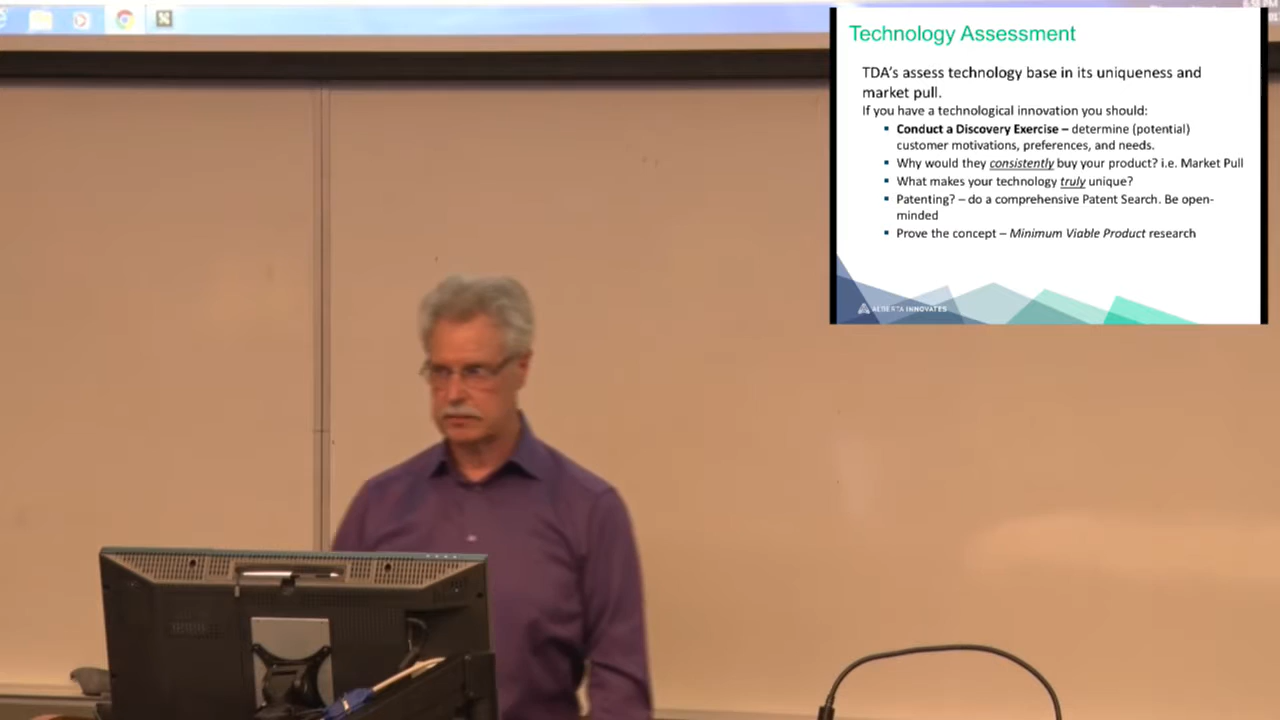 Technology Assessment
TDA's assess technology base in its uniqueness and
market pull.
If you have a technological innovation you should:
Conduct a Discovery Exercise – determine (potential)
customer motivations, preferences, and needs.
Why would they consistently buy your product? i.e. Market Pull
What makes your technology truly unique?
Patenting? – do a comprehensive Patent Search. Be open-
minded
Prove the concept – Minimum Viable Product research
ALBERTA INNOVATES